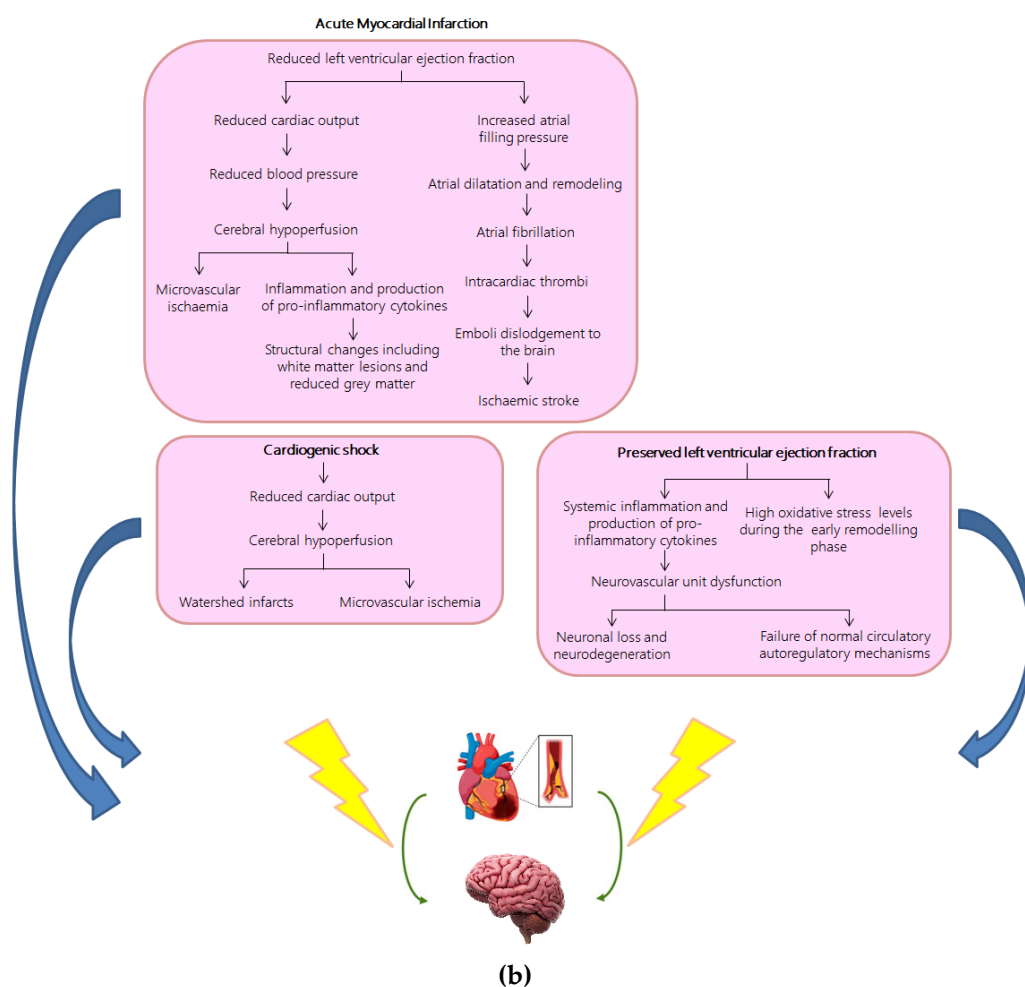 Acute Myocardial Infarction
Reduced left ventricular ejection fraction
Reduced cardiac output
Reduced blood pressure
Cerebral hypoperfusion
Microvascular
ischaemia
Inflammation and production
of pro-inflammatory cytokines
Structural changes including
white matter lesions and
reduced grey matter
Increased atrial
filling pressure
Atrial dilatation and remodeling
Atrial fibrillation
Intracardiac thrombi
Emboli dislodgement to
the brain
Ischaemic stroke
Cardiogenic shock
Reduced cardiac output
Cerebral hypoperfusion
Watershed infarcts
Microvascular ischemia
Preserved left ventricular ejection fraction
Systemic inflammation and
production of pro-
inflammatory cytokines
High oxidative stress levels
during the early remodelling
phase
Neurovascular unit dysfunction
Neuronal loss and
neurodegeneration
Failure of normal circulatory
autoregulatory mechanisms
(b)